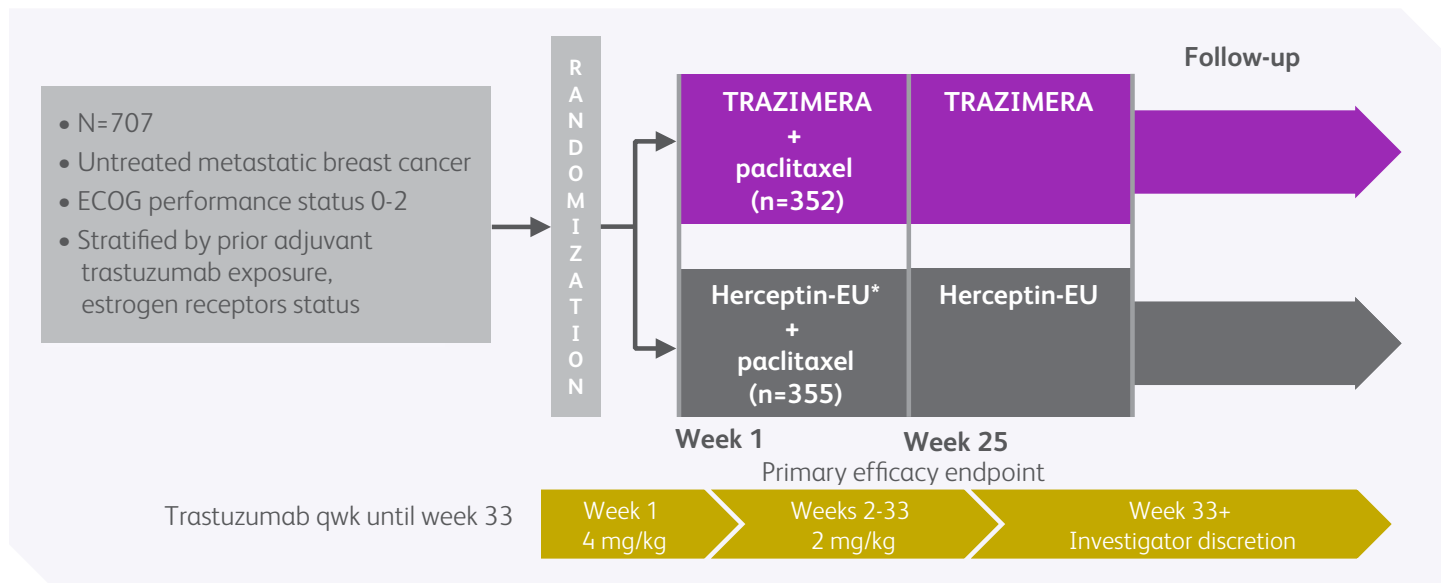 • N=707
• Untreated metastatic breast cancer
• ECOG performance status 0-2
• Stratified by prior adjuvant
trastuzumab exposure,
estrogen receptors status
RANDOMIZATION
TRAZIMERA
+
paclitaxel
(n=352)
TRAZIMERA
Follow-up
Herceptin-EU*
+
paclitaxel
(n=355)
Herceptin-EU
Week 1
Week 25
Primary efficacy endpoint
Trastuzumab qwk until week 33
Week 1
4 mg/kg
Weeks 2-33
2 mg/kg
Week 33+
Investigator discretion